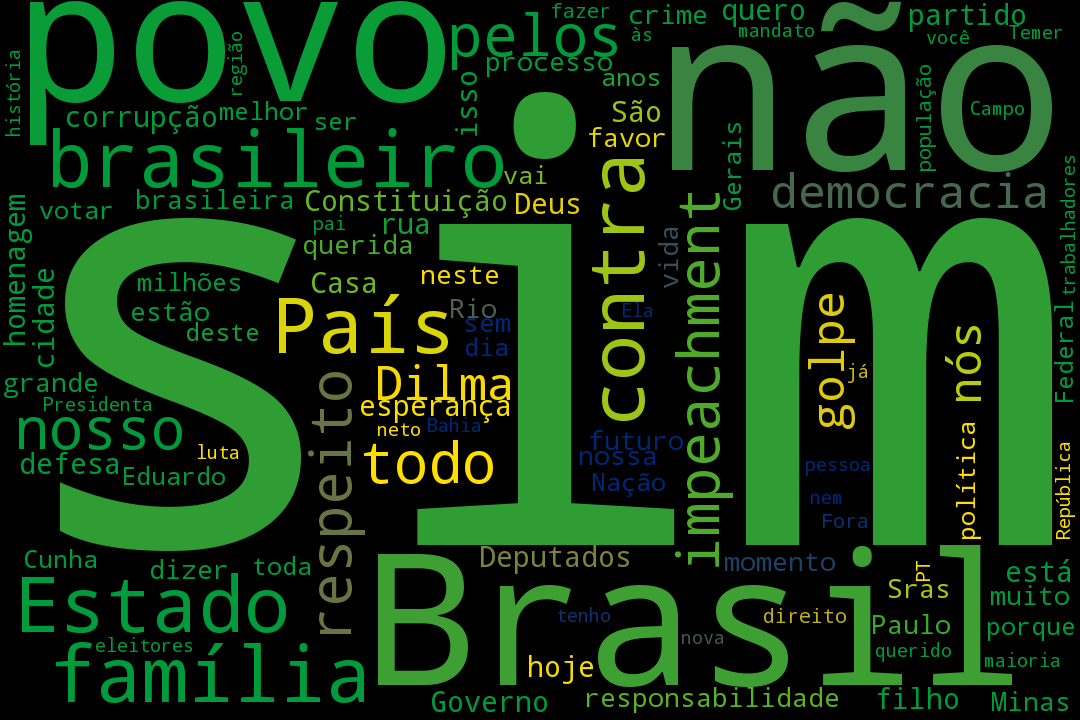 povo
pelos
fazer
crime
às
quero
mandato
partido
você
Temer
não
história
região
corrupção
melhor
ser
isso
processo
anos
São
favor
população
Campo
brasileiro
vai
contra
Gerais
democracia
trabalhadores
homenagem
votar
brasileira
Constituição
Deus
pai
rua
querida
vida
impeachment
sim
cidade
milhões
estão
deste
Casa
neste
País
Rio
sem
dia
Ela
golpe
já
nós
Federal
grande
Presidenta
Dilma
esperança
neto
Bahia
respeito
nosso
luta
defesa
Eduardo
todo
futuro
nossa
Nação
pessoa
nem
Fora
política
República
Cunha
dizer
toda
Deputados
momento
PT
Sras
está
muito
Estado
Brasil
tenho
nova
direito
Paulo
querido
porque
maioria
eleitores
família
hoje
Governo
responsabilidade
filho
Minas